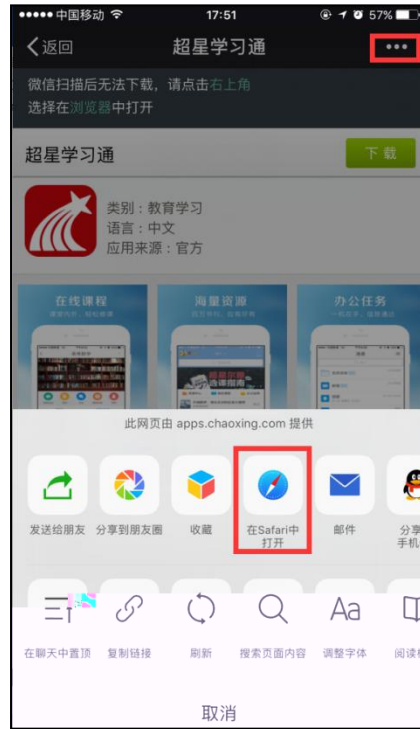 中国移动 17:51 57%
返回 超星学习通
微信扫描后无法下载,请点击右上角
选择在浏览器中打开
超星学习通 下载
类别：教育学习
语言：中文
应用来源：官方
在线课程 海量资源 办公任务
选课指南
此网页由 apps.chaoxing.com 提供
发送给朋友 分享到朋友圈 收藏 在Safari中打开 邮件 分享 手机
在聊天中置顶 复制链接 刷新 搜索页面内容 调整字体 阅读
取消